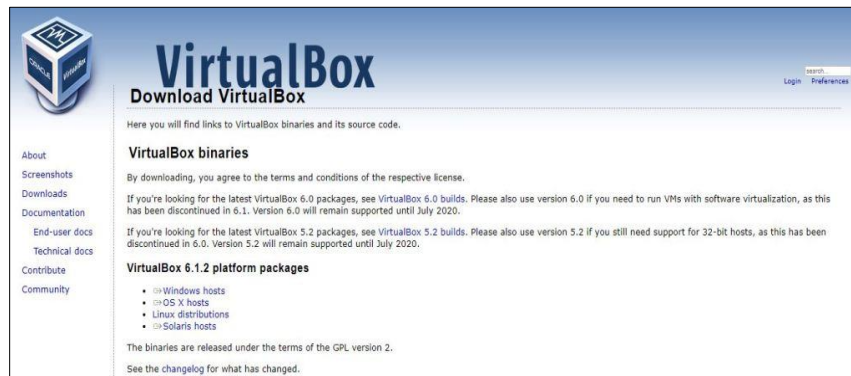 ORACLE
VirtualBox
VirtualBox
search...
Login Preferences
Download VirtualBox
Here you will find links to VirtualBox binaries and its source code.
About
Screenshots
Downloads
Documentation
End-user docs
Technical docs
Contribute
Community
VirtualBox binaries
By downloading, you agree to the terms and conditions of the respective license.
If you're looking for the latest VirtualBox 6.0 packages, see VirtualBox 6.0 builds. Please also use version 6.0 if you need to run VMs with software virtualization, as this
has been discontinued in 6.1. Version 6.0 will remain supported until July 2020.
If you're looking for the latest VirtualBox 5.2 packages, see VirtualBox 5.2 builds. Please also use version 5.2 if you still need support for 32-bit hosts, as this has been
discontinued in 6.0. Version 5.2 will remain supported until July 2020.
VirtualBox 6.1.2 platform packages
• Windows hosts
• OS X hosts
• Linux distributions
• Solaris hosts
The binaries are released under the terms of the GPL version 2.
See the changelog for what has changed.